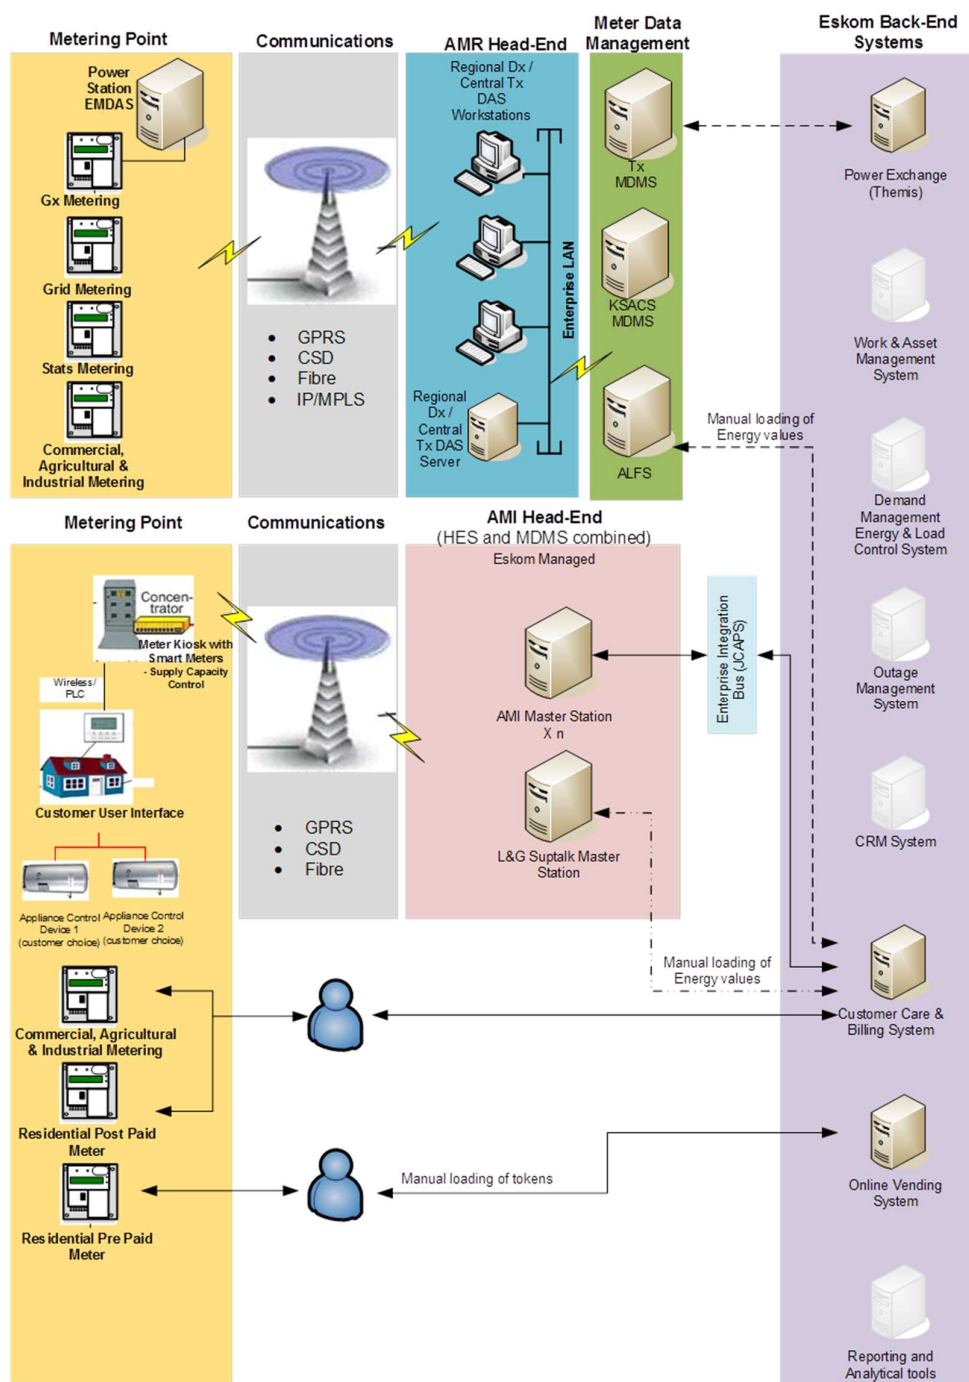 Metering Point
Communications
AMR Head-End
Meter Data
Management
Eskom Back-End
Systems
Power
Station
EMDAS
Gx Metering
Grid Metering
Stats Metering
Commercial,
Agricultural &
Industrial Metering
• GPRS
• CSD
• Fibre
• IP/MPLS
Regional Dx /
Central Tx
DAS
Workstations
Enterprise LAN
Regional
Dx /
Central
Tx DAS
Server
Tx
MDMS
KSACS
MDMS
ALFS
Manual loading of
Energy values
Power Exchange
(Themis)
Work & Asset
Management
System
Demand
Management
Energy & Load
Control System
Outage
Management
System
CRM System
Customer Care &
Billing System
Online Vending
System
Reporting and
Analytical tools
Metering Point
Communications
AMI Head-End
(HES and MDMS combined)
Eskom Managed
Concen-
trator
Meter Kiosk with
Smart Meters
- Supply Capacity
Control
Wireless/
PLC
Customer User Interface
Appliance Control
Device 1
(customer choice)
Appliance Control
Device 2
(customer choice)
• GPRS
• CSD
• Fibre
AMI Master Station
X n
L&G Suptalk Master
Station
Enterprise Integration
Bus (JCAPS)
Manual loading of
Energy values
Commercial, Agricultural
& Industrial Metering
Residential Post Paid
Meter
Residential Pre Paid
Meter
Manual loading of tokens